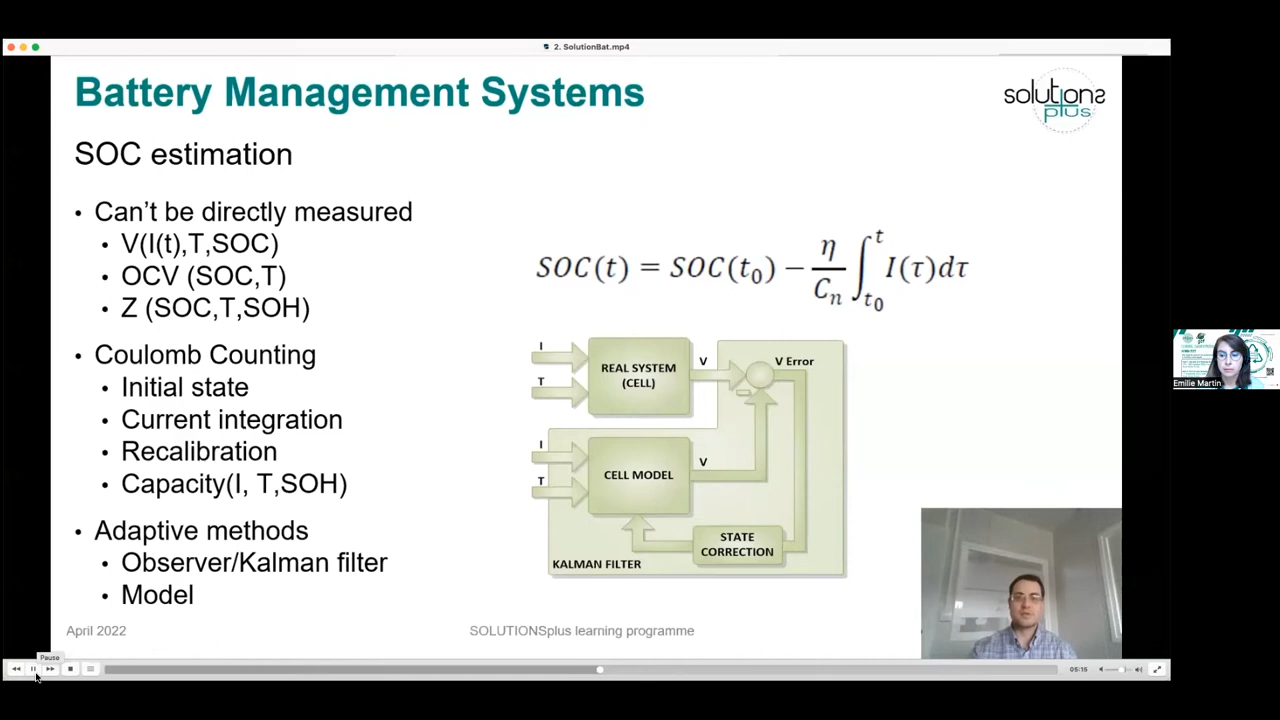 2. SolutionBat.mp4
Battery Management Systems
solutions
plus
SOC estimation
• Can't be directly measured
• V(I(t),T,SOC)
• OCV (SOC,T)
• Z (SOC,T,SOH)
• Coulomb Counting
• Initial state
• Current integration
• Recalibration
• Capacity(I, T,SOH)
• Adaptive methods
• Observer/Kalman filter
• Model
SOC(t) = SOC(t₀) − η/Cₙ ∫ₜ₀ᵗ I(τ)dτ
I
T
REAL SYSTEM
(CELL)
V
V Error
I
T
CELL MODEL
V
STATE
CORRECTION
KALMAN FILTER
April 2022
SOLUTIONSplus learning programme
Pause
05:15
Emilie Martin